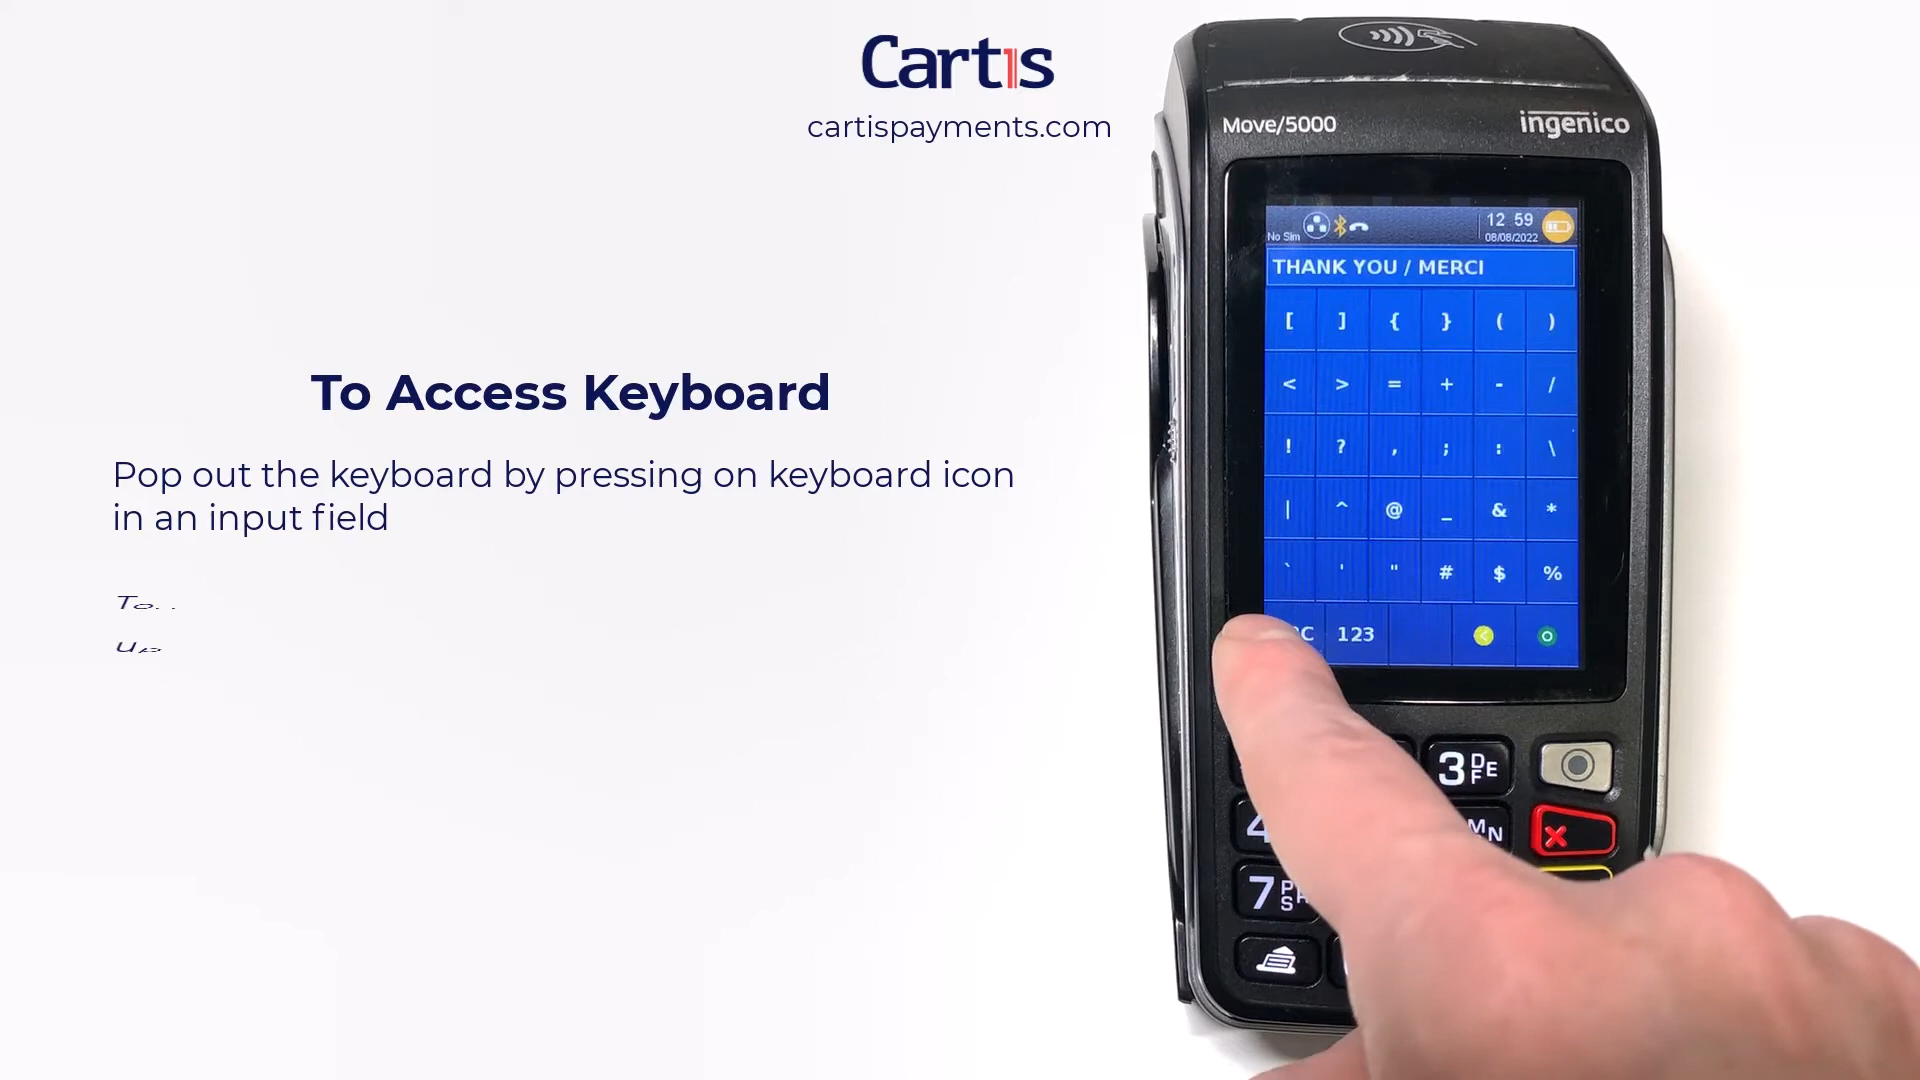 Cartis
cartispayments.com
To Access Keyboard
Pop out the keyboard by pressing on keyboard icon
in an input field
Move/5000
ingenico
No Sim
12 59
08/08/2022
THANK YOU / MERCI
[ ] { } ( )
< > = + - /
! ? , ; : \
| ^ @ _ & *
` ' " # $ %
123
3 DEF
4
MN
7 P S